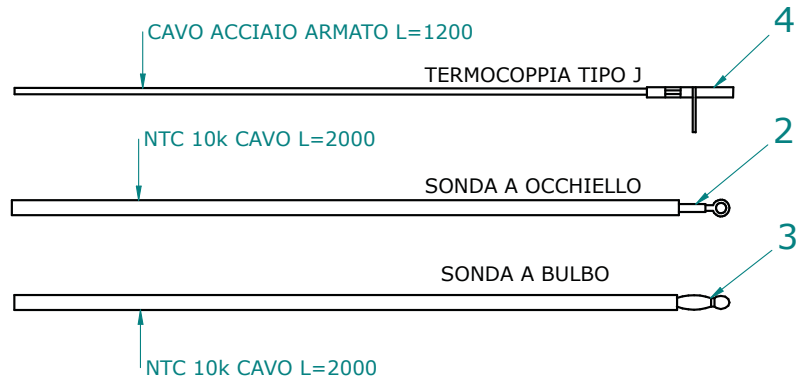 4
CAVO ACCIAIO ARMATO L=1200
TERMOCOPPIA TIPO J
2
NTC 10k CAVO L=2000
SONDA A OCCHIELLO
3
SONDA A BULBO
NTC 10k CAVO L=2000